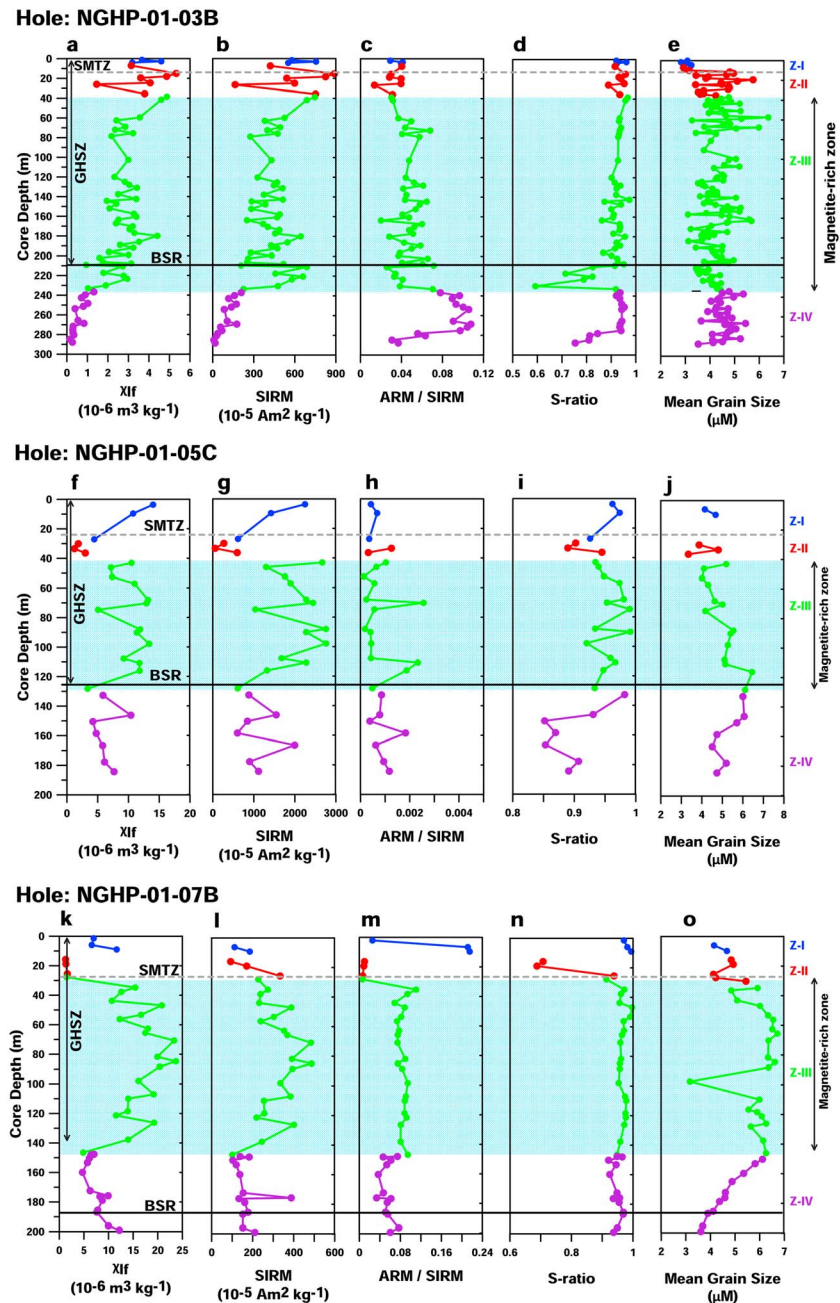 Hole: NGHP-01-03B
a b c d e
0 SMTZ Z-I
20 Z-II
40
60
80 GHSZ
100
120 Z-III
140
160
180
200 BSR
220
240
260 Z-IV
280
300
Core Depth (m)
Magnetite-rich zone
0 1 2 3 4 5 6
0 300 600 900
0 0.04 0.08 0.12
0.5 0.6 0.7 0.8 0.9 1
2 3 4 5 6 7
χlf
(10-6 m3 kg-1)
SIRM
(10-5 Am2 kg-1)
ARM / SIRM
S-ratio
Mean Grain Size
(μM)
Hole: NGHP-01-05C
f g h i j
0 Z-I
20 SMTZ
40 Z-II
60 GHSZ
80 Z-III
100
120 BSR
140
160
180 Z-IV
200
Core Depth (m)
Magnetite-rich zone
0 5 10 15 20
0 1000 2000 3000
0 0.002 0.004
0.8 0.9 1
2 3 4 5 6 7 8
χlf
(10-6 m3 kg-1)
SIRM
(10-5 Am2 kg-1)
ARM / SIRM
S-ratio
Mean Grain Size
(μM)
Hole: NGHP-01-07B
k l m n o
0 Z-I
20 SMTZ Z-II
40
60 GHSZ
80
100 Z-III
120
140
160
180 BSR Z-IV
200
Core Depth (m)
Magnetite-rich zone
0 5 10 15 20 25
0 200 400 600
0 0.08 0.16 0.24
0.6 0.8 1
2 3 4 5 6 7
χlf
(10-6 m3 kg-1)
SIRM
(10-5 Am2 kg-1)
ARM / SIRM
S-ratio
Mean Grain Size
(μM)